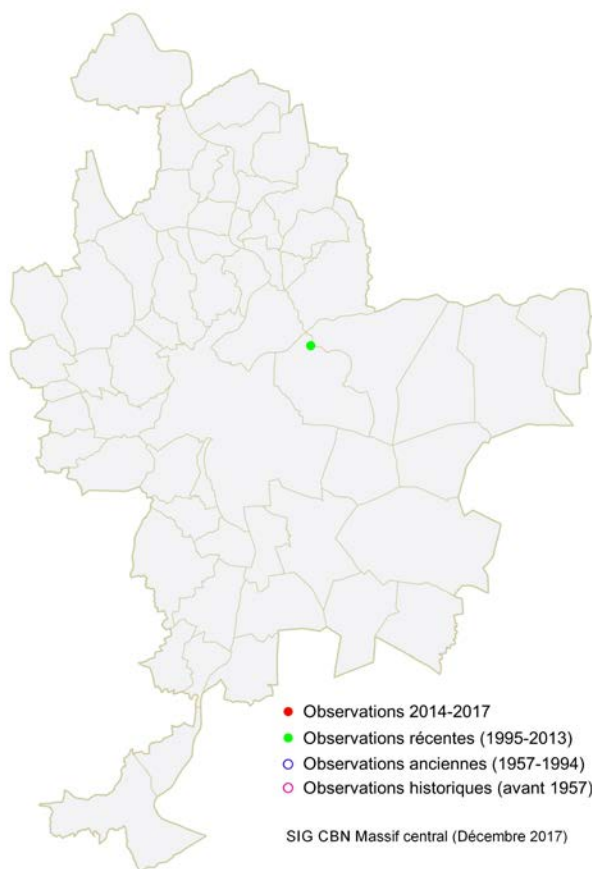 Observations 2014-2017
Observations récentes (1995-2013)
Observations anciennes (1957-1994)
Observations historiques (avant 1957)
SIG CBN Massif central (Décembre 2017)